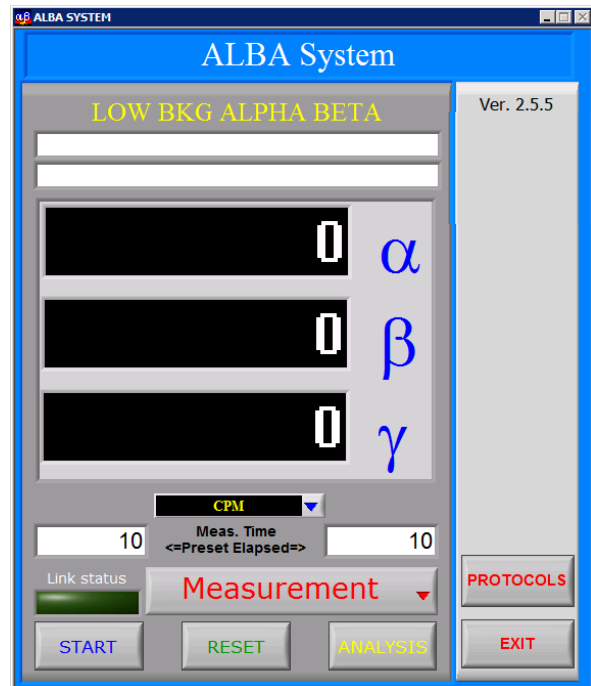 αβ ALBA SYSTEM
ALBA System
LOW BKG ALPHA BETA
Ver. 2.5.5
0 α
0 β
0 γ
CPM
10
Meas. Time
<=Preset Elapsed=>
10
Link status
Measurement
PROTOCOLS
START
RESET
ANALYSIS
EXIT